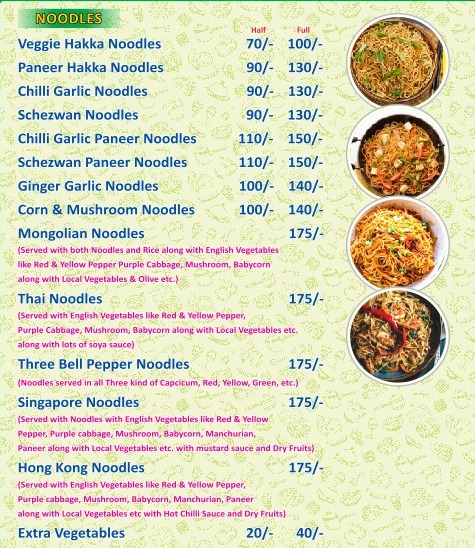 NOODLES
Half Full
Veggie Hakka Noodles 70/- 100/-
Paneer Hakka Noodles 90/- 130/-
Chilli Garlic Noodles 90/- 130/-
Schezwan Noodles 90/- 130/-
Chilli Garlic Paneer Noodles 110/- 150/-
Schezwan Paneer Noodles 110/- 150/-
Ginger Garlic Noodles 100/- 140/-
Corn & Mushroom Noodles 100/- 140/-
Mongolian Noodles 175/-
(Served with both Noodles and Rice along with English Vegetables
like Red & Yellow Pepper Purple Cabbage, Mushroom, Babycorn
along with Local Vegetables & Olive etc.)
Thai Noodles 175/-
(Served with English Vegetables like Red & Yellow Pepper,
Purple Cabbage, Mushroom, Babycorn along with Local Vegetables etc.
along with lots of soya sauce)
Three Bell Pepper Noodles 175/-
(Noodles served in all Three kind of Capcicum, Red, Yellow, Green, etc.)
Singapore Noodles 175/-
(Served with Noodles with English Vegetables like Red & Yellow
Pepper, Purple cabbage, Mushroom, Babycorn, Manchurian,
Paneer along with Local Vegetables etc. with mustard sauce and Dry Fruits)
Hong Kong Noodles 175/-
(Served with English Vegetables like Red & Yellow Pepper,
Purple cabbage, Mushroom, Babycorn, Manchurian, Paneer
along with Local Vegetables etc with Hot Chilli Sauce and Dry Fruits)
Extra Vegetables 20/- 40/-